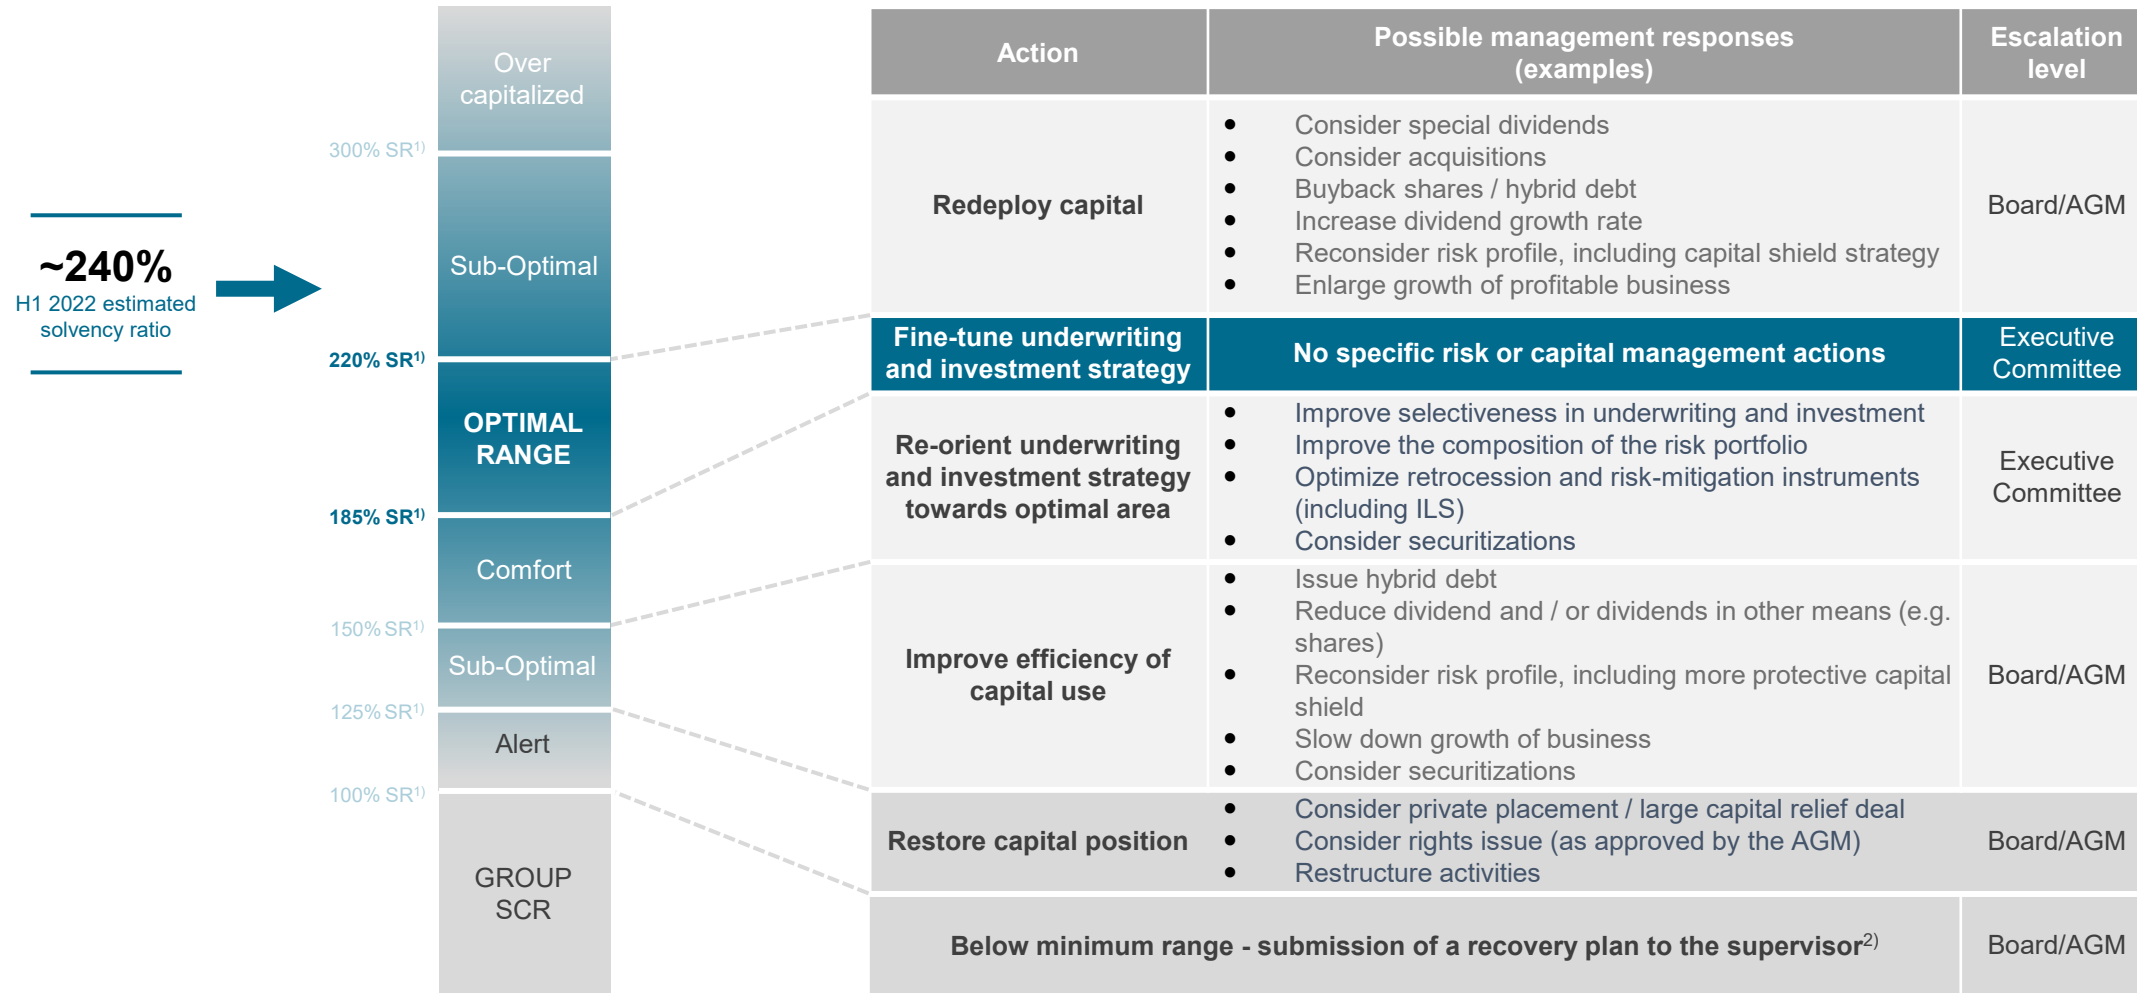 ~240%
H1 2022 estimated
solvency ratio
Over
capitalized
300% SR1)
Sub-Optimal
220% SR1)
OPTIMAL
RANGE
185% SR1)
Comfort
150% SR1)
Sub-Optimal
125% SR1)
Alert
100% SR1)
GROUP
SCR
Action
Possible management responses
(examples)
Escalation
level
Redeploy capital
• Consider special dividends
• Consider acquisitions
• Buyback shares / hybrid debt
• Increase dividend growth rate
• Reconsider risk profile, including capital shield strategy
• Enlarge growth of profitable business
Board/AGM
Fine-tune underwriting
and investment strategy
No specific risk or capital management actions
Executive
Committee
Re-orient underwriting
and investment strategy
towards optimal area
• Improve selectiveness in underwriting and investment
• Improve the composition of the risk portfolio
• Optimize retrocession and risk-mitigation instruments
(including ILS)
• Consider securitizations
Executive
Committee
Improve efficiency of
capital use
• Issue hybrid debt
• Reduce dividend and / or dividends in other means (e.g.
shares)
• Reconsider risk profile, including more protective capital
shield
• Slow down growth of business
• Consider securitizations
Board/AGM
Restore capital position
• Consider private placement / large capital relief deal
• Consider rights issue (as approved by the AGM)
• Restructure activities
Board/AGM
Below minimum range - submission of a recovery plan to the supervisor2)
Board/AGM